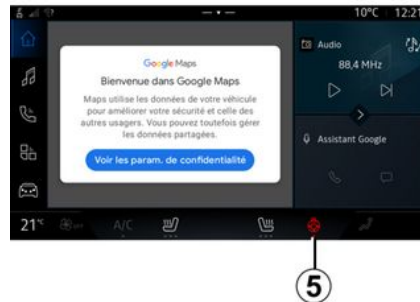 10°C 12:21
Google Maps
Bienvenue dans Google Maps
Maps utilise les données de votre véhicule
pour améliorer votre sécurité et celle des
autres usagers. Vous pouvez toutefois gérer
les données partagées.
Voir les param. de confidentialité
Audio
88,4 MHz
Assistant Google
21°C
OFF
A/C
5